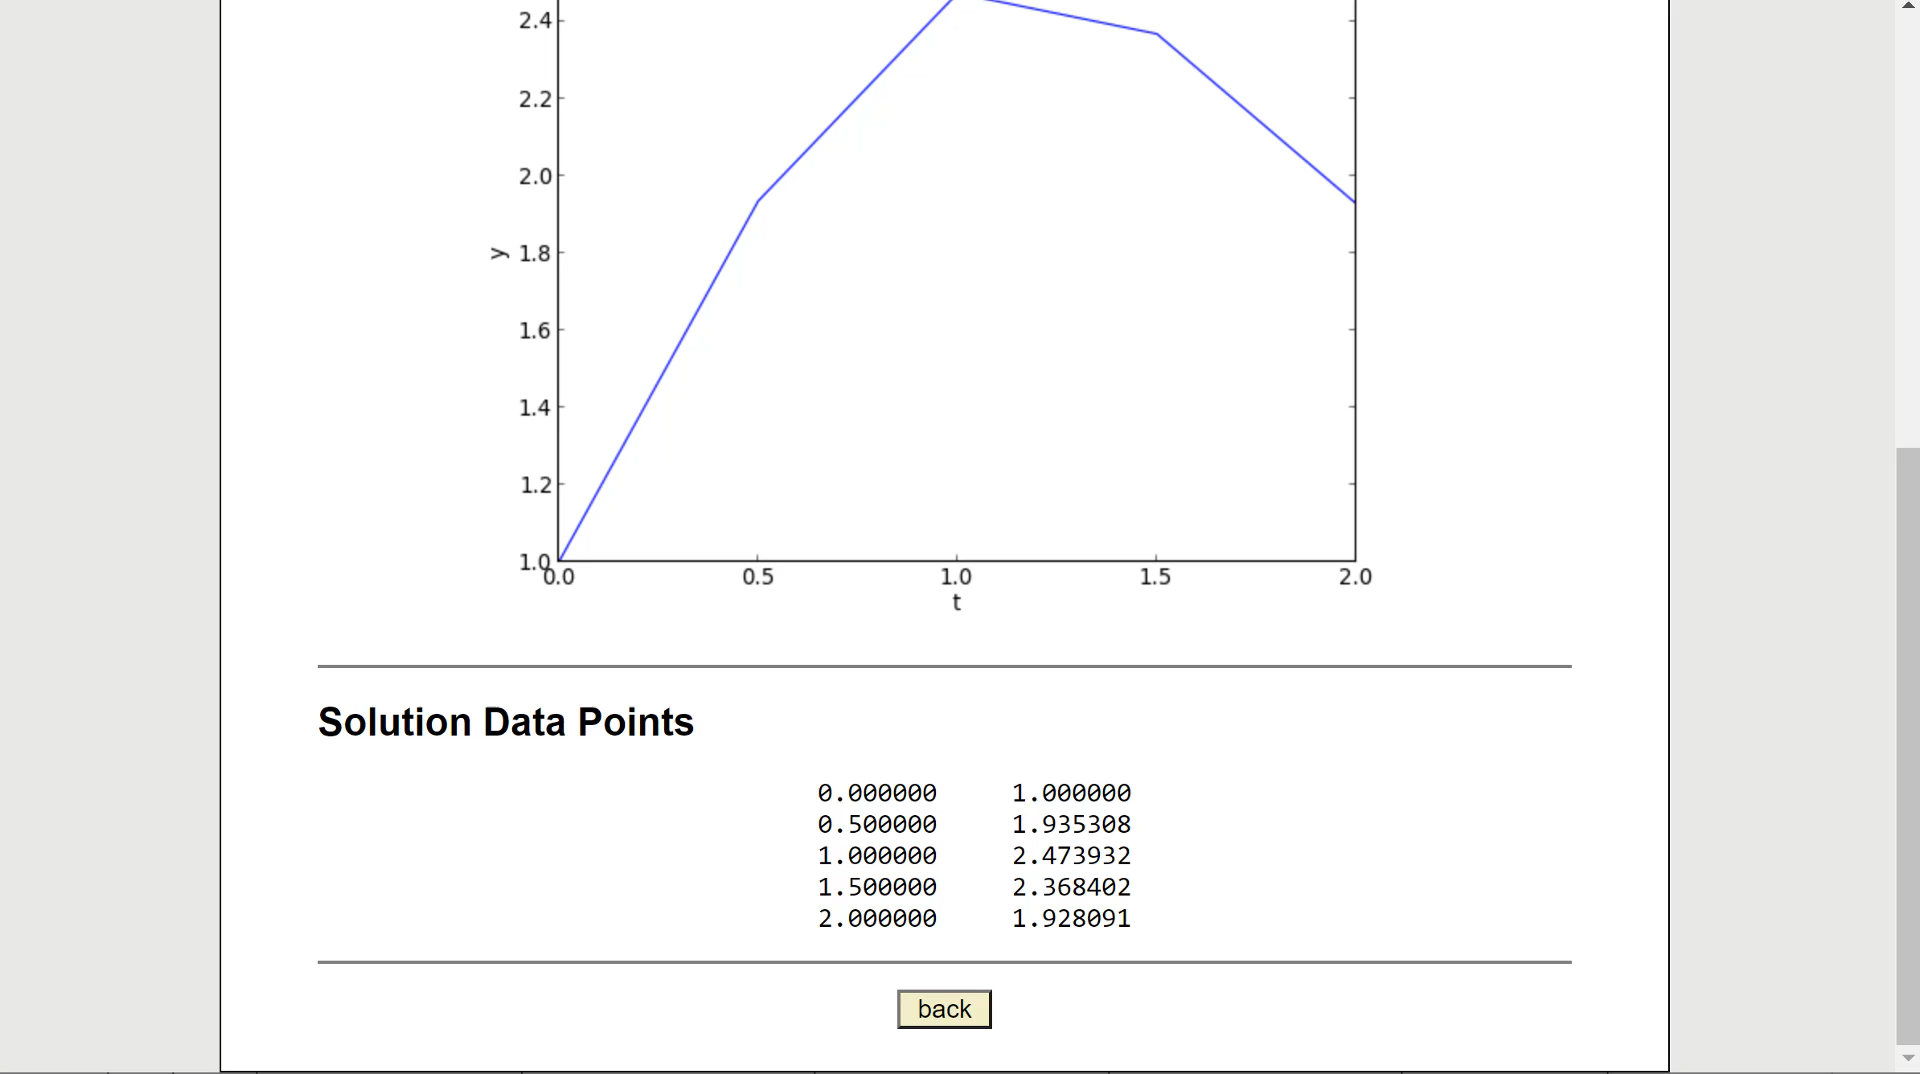 2.4
2.2
2.0
y 1.8
1.6
1.4
1.2
1.0
0.0 0.5 1.0 1.5 2.0
t
Solution Data Points
0.000000 1.000000
0.500000 1.935308
1.000000 2.473932
1.500000 2.368402
2.000000 1.928091
back